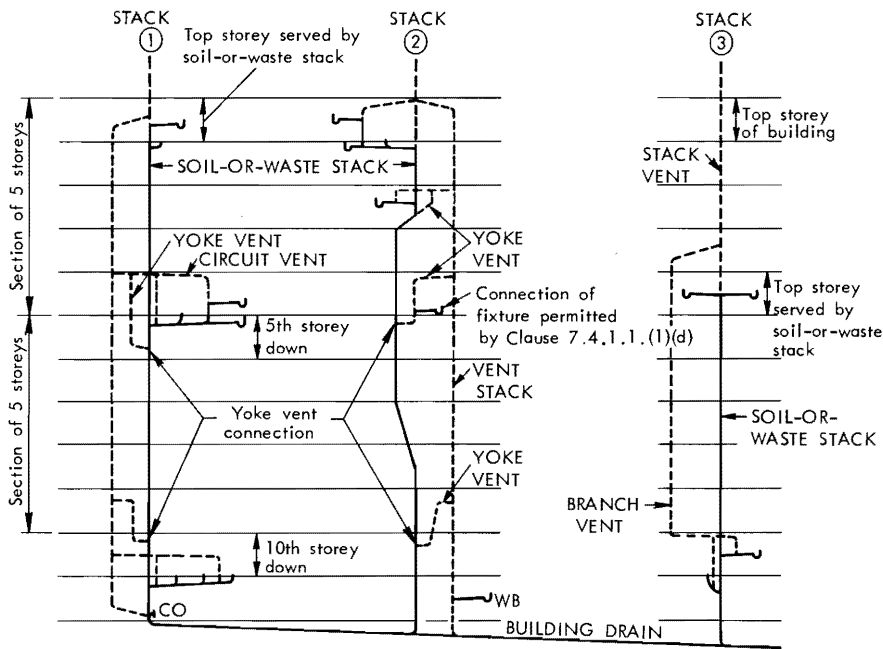 STACK
1
STACK
2
STACK
3
Top storey served by
soil-or-waste stack
Top storey
of building
SOIL-OR-WASTE STACK
STACK
VENT
Section of 5 storeys
YOKE VENT
CIRCUIT VENT
YOKE
VENT
Connection of
fixture permitted
by Clause 7.4.1.1.(1)(d)
Top storey
served by
soil-or-waste
stack
5th storey
down
VENT
STACK
Section of 5 storeys
Yoke vent
connection
SOIL-OR-
WASTE STACK
YOKE
VENT
BRANCH
VENT
10th storey
down
CO
WB
BUILDING DRAIN